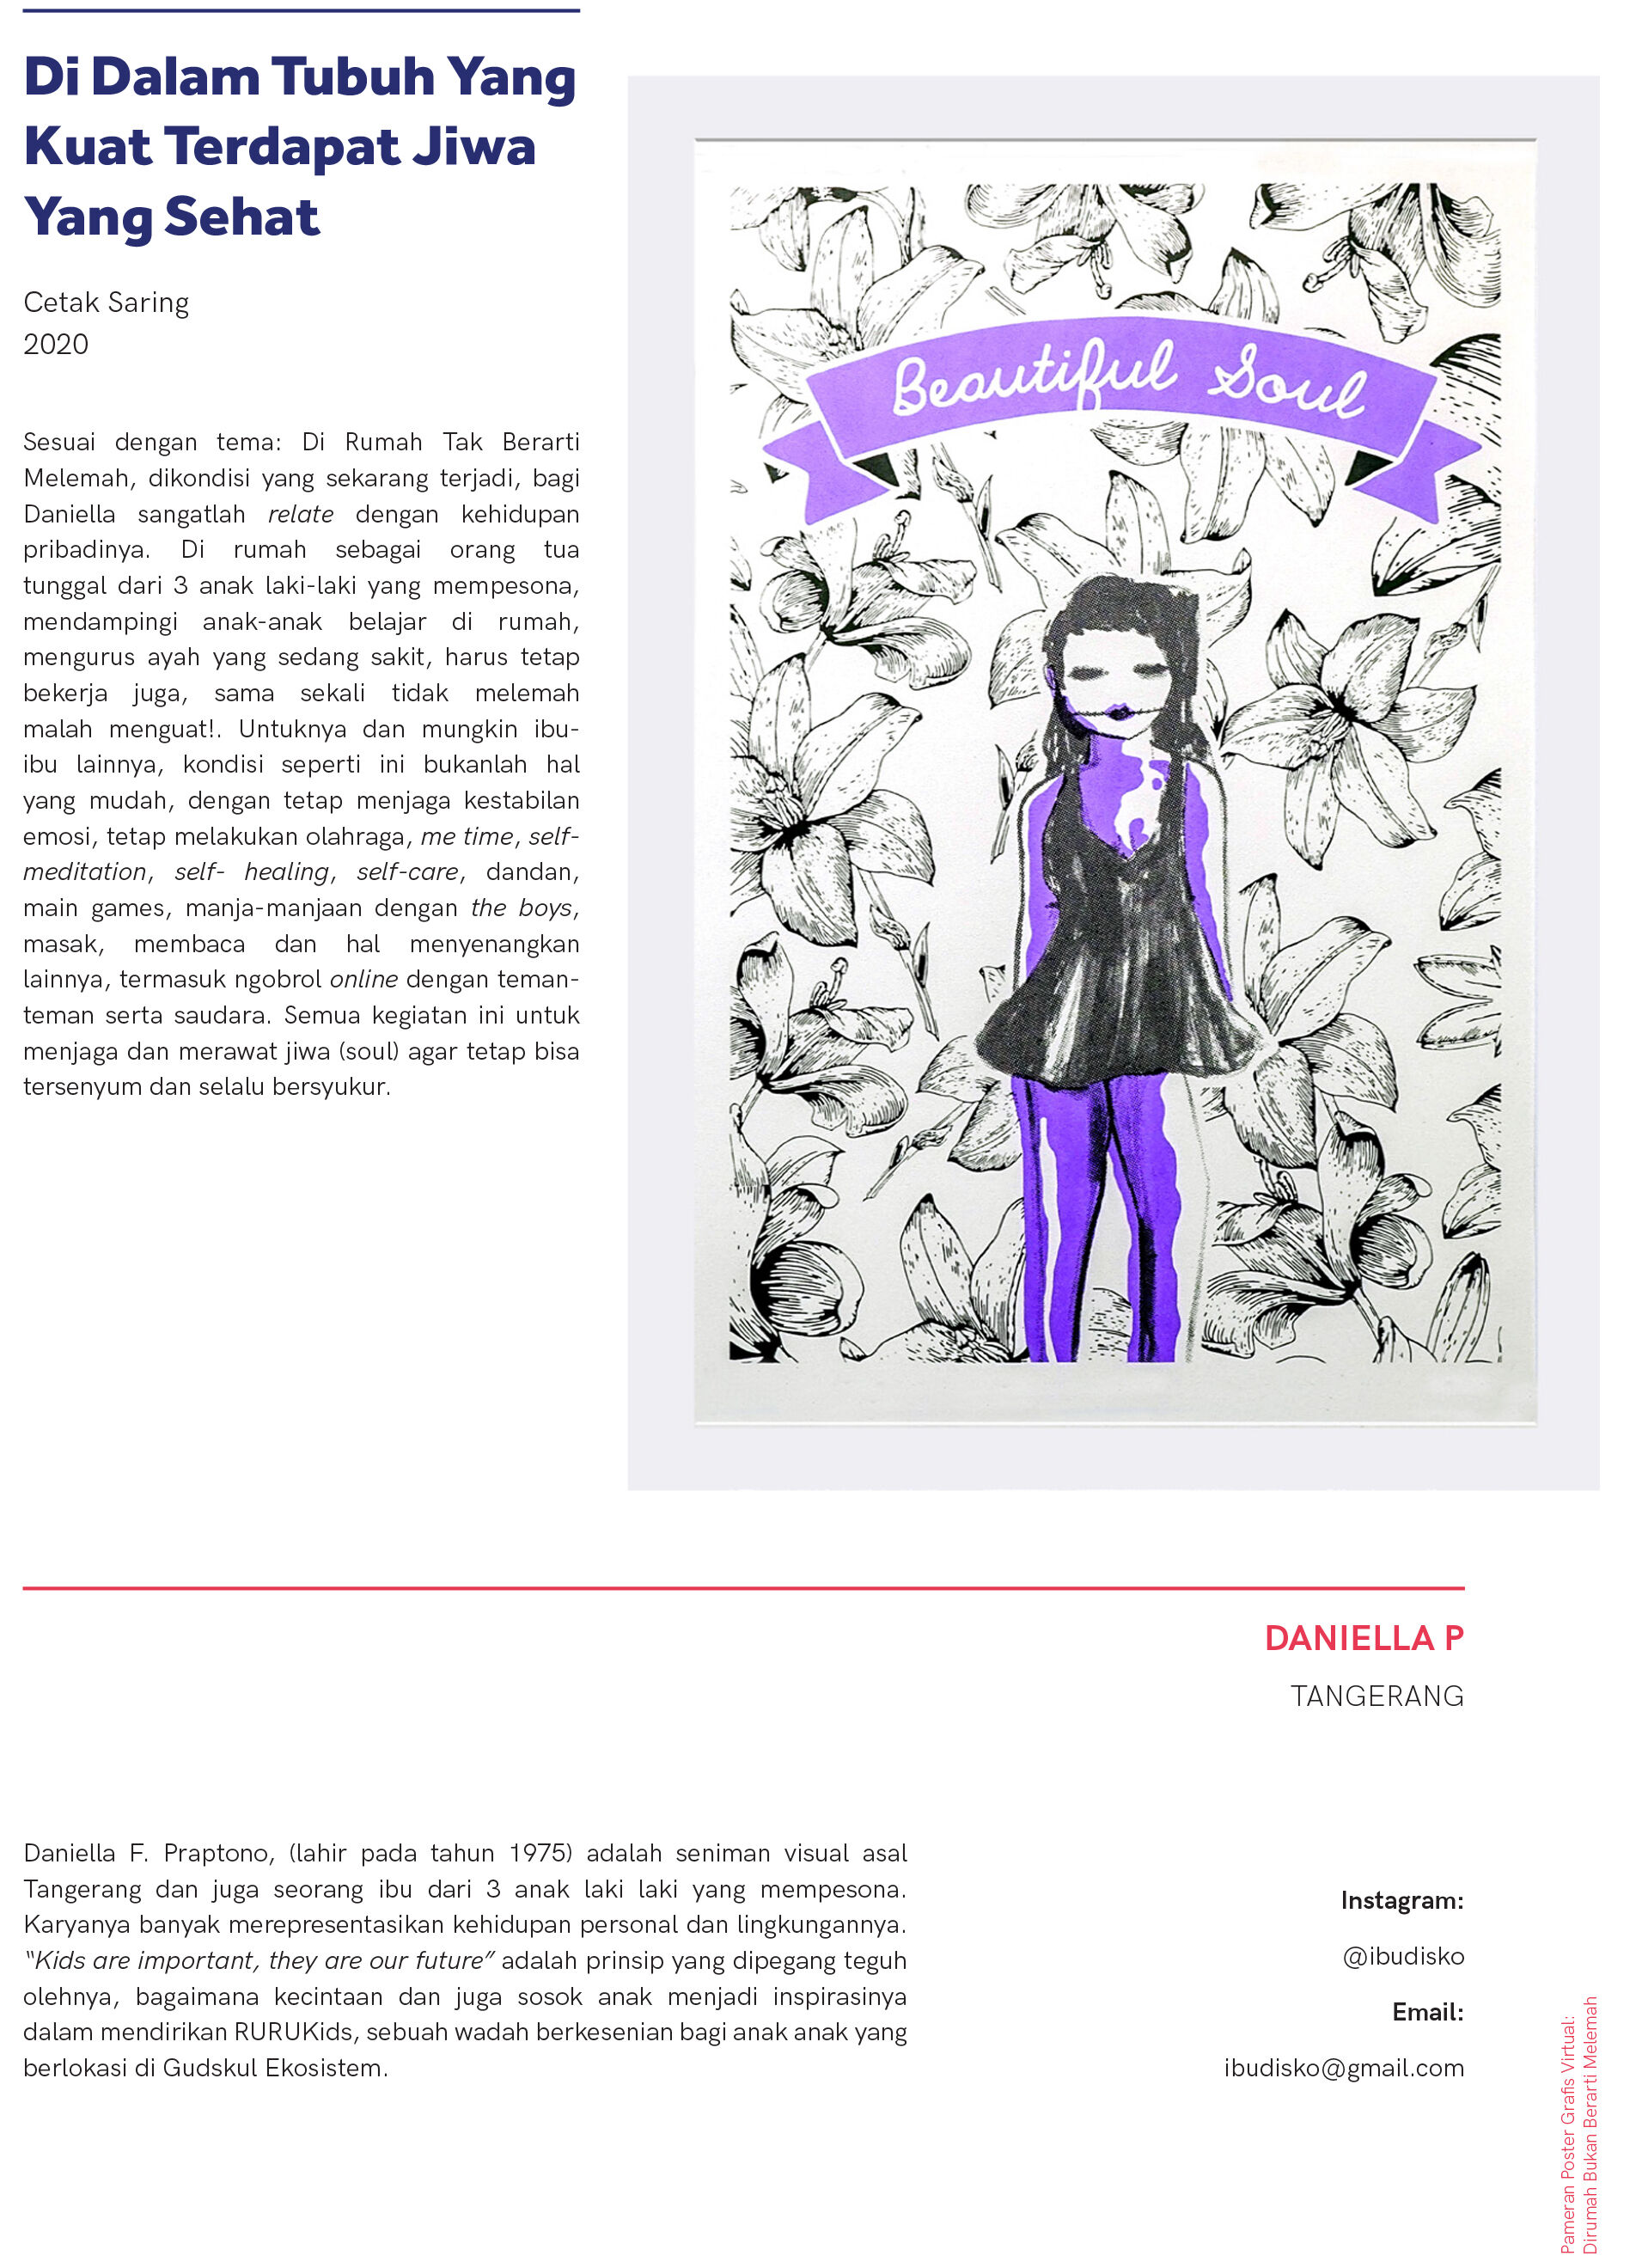 Di Dalam Tubuh Yang
Kuat Terdapat Jiwa
Yang Sehat
Cetak Saring
2020
Sesuai dengan tema: Di Rumah Tak Berarti
Melemah, dikondisi yang sekarang terjadi, bagi
Daniella sangatlah relate dengan kehidupan
pribadinya. Di rumah sebagai orang tua
tunggal dari 3 anak laki-laki yang mempesona,
mendampingi anak-anak belajar di rumah,
mengurus ayah yang sedang sakit, harus tetap
bekerja juga, sama sekali tidak melemah
malah menguat!. Untuknya dan mungkin ibu-
ibu lainnya, kondisi seperti ini bukanlah hal
yang mudah, dengan tetap menjaga kestabilan
emosi, tetap melakukan olahraga, me time, self-
meditation, self- healing, self-care, dandan,
main games, manja-manjaan dengan the boys,
masak, membaca dan hal menyenangkan
lainnya, termasuk ngobrol online dengan teman-
teman serta saudara. Semua kegiatan ini untuk
menjaga dan merawat jiwa (soul) agar tetap bisa
tersenyum dan selalu bersyukur.
Beautiful Soul
DANIELLA P
TANGERANG
Daniella F. Praptono, (lahir pada tahun 1975) adalah seniman visual asal
Tangerang dan juga seorang ibu dari 3 anak laki laki yang mempesona.
Karyanya banyak merepresentasikan kehidupan personal dan lingkungannya.
“Kids are important, they are our future” adalah prinsip yang dipegang teguh
olehnya, bagaimana kecintaan dan juga sosok anak menjadi inspirasinya
dalam mendirikan RURUKids, sebuah wadah berkesenian bagi anak anak yang
berlokasi di Gudskul Ekosistem.
Instagram:
@ibudisko
Email:
ibudisko@gmail.com
Pameran Poster Grafis Virtual:
Dirumah Bukan Berarti Melemah